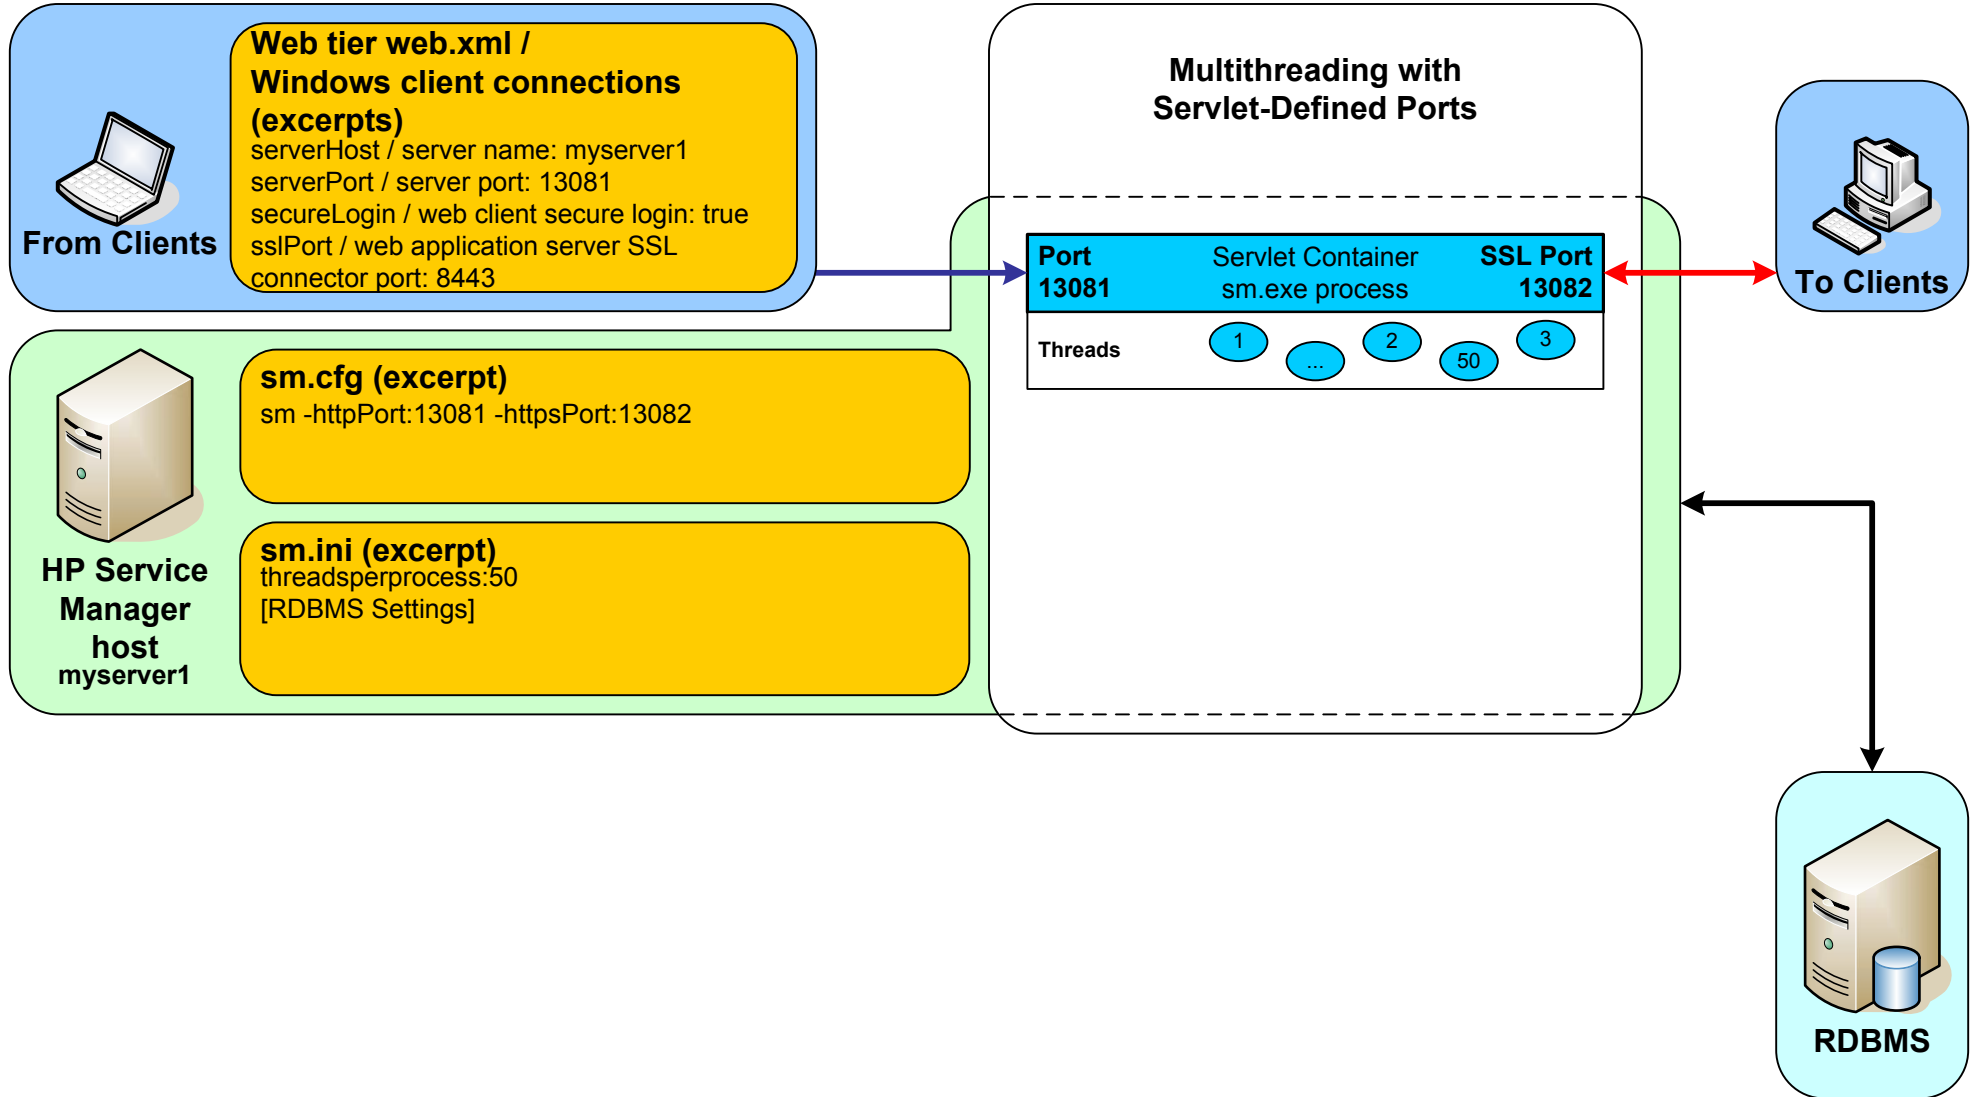 Web tier web.xml /
Windows client connections
(excerpts)
serverHost / server name: myserver1
serverPort / server port: 13081
secureLogin / web client secure login: true
sslPort / web application server SSL
connector port: 8443
From Clients
Multithreading with
Servlet-Defined Ports
Port
13081
Servlet Container
sm.exe process
SSL Port
13082
Threads
1
...
2
50
3
To Clients
sm.cfg (excerpt)
sm -httpPort:13081 -httpsPort:13082
sm.ini (excerpt)
threadsperprocess:50
[RDBMS Settings]
HP Service
Manager
host
myserver1
RDBMS